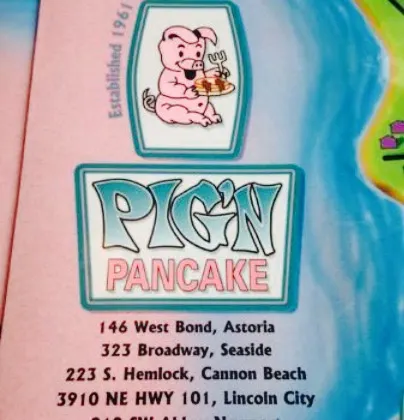 Established 1961
PIG'N
PANCAKE
146 West Bond, Astoria
323 Broadway, Seaside
223 S. Hemlock, Cannon Beach
3910 NE HWY 101, Lincoln City